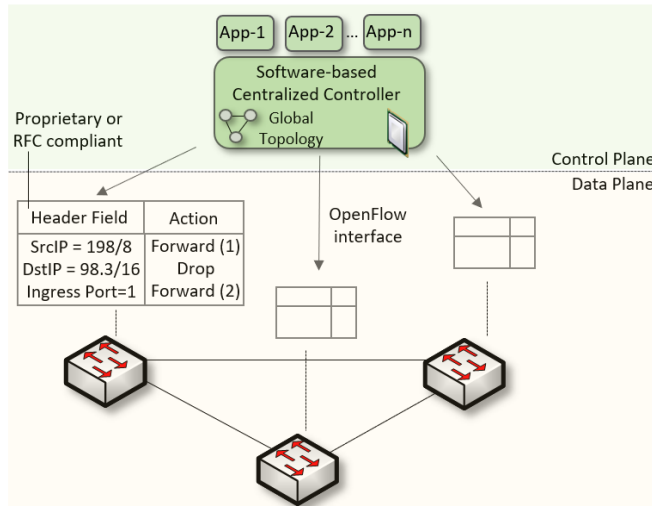 App-1 App-2 ... App-n
Software-based
Centralized Controller
Global
Topology
Proprietary or
RFC compliant
Control Plane
Data Plane
Header Field Action
SrcIP = 198/8 Forward (1)
DstIP = 98.3/16 Drop
Ingress Port=1 Forward (2)
OpenFlow
interface